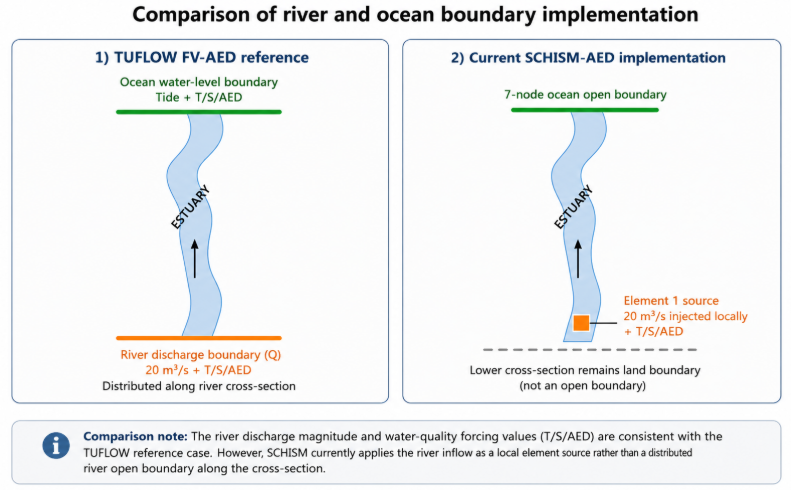 Comparison of river and ocean boundary implementation
1) TUFLOW FV-AED reference
Ocean water-level boundary
Tide + T/S/AED
ESTUARY
River discharge boundary (Q)
20 m³/s + T/S/AED
Distributed along river cross-section
2) Current SCHISM-AED implementation
7-node ocean open boundary
ESTUARY
Element 1 source
20 m³/s injected locally
+ T/S/AED
Lower cross-section remains land boundary
(not an open boundary)
i
Comparison note: The river discharge magnitude and water-quality forcing values (T/S/AED) are consistent with the
TUFLOW reference case. However, SCHISM currently applies the river inflow as a local element source rather than a distributed
river open boundary along the cross-section.